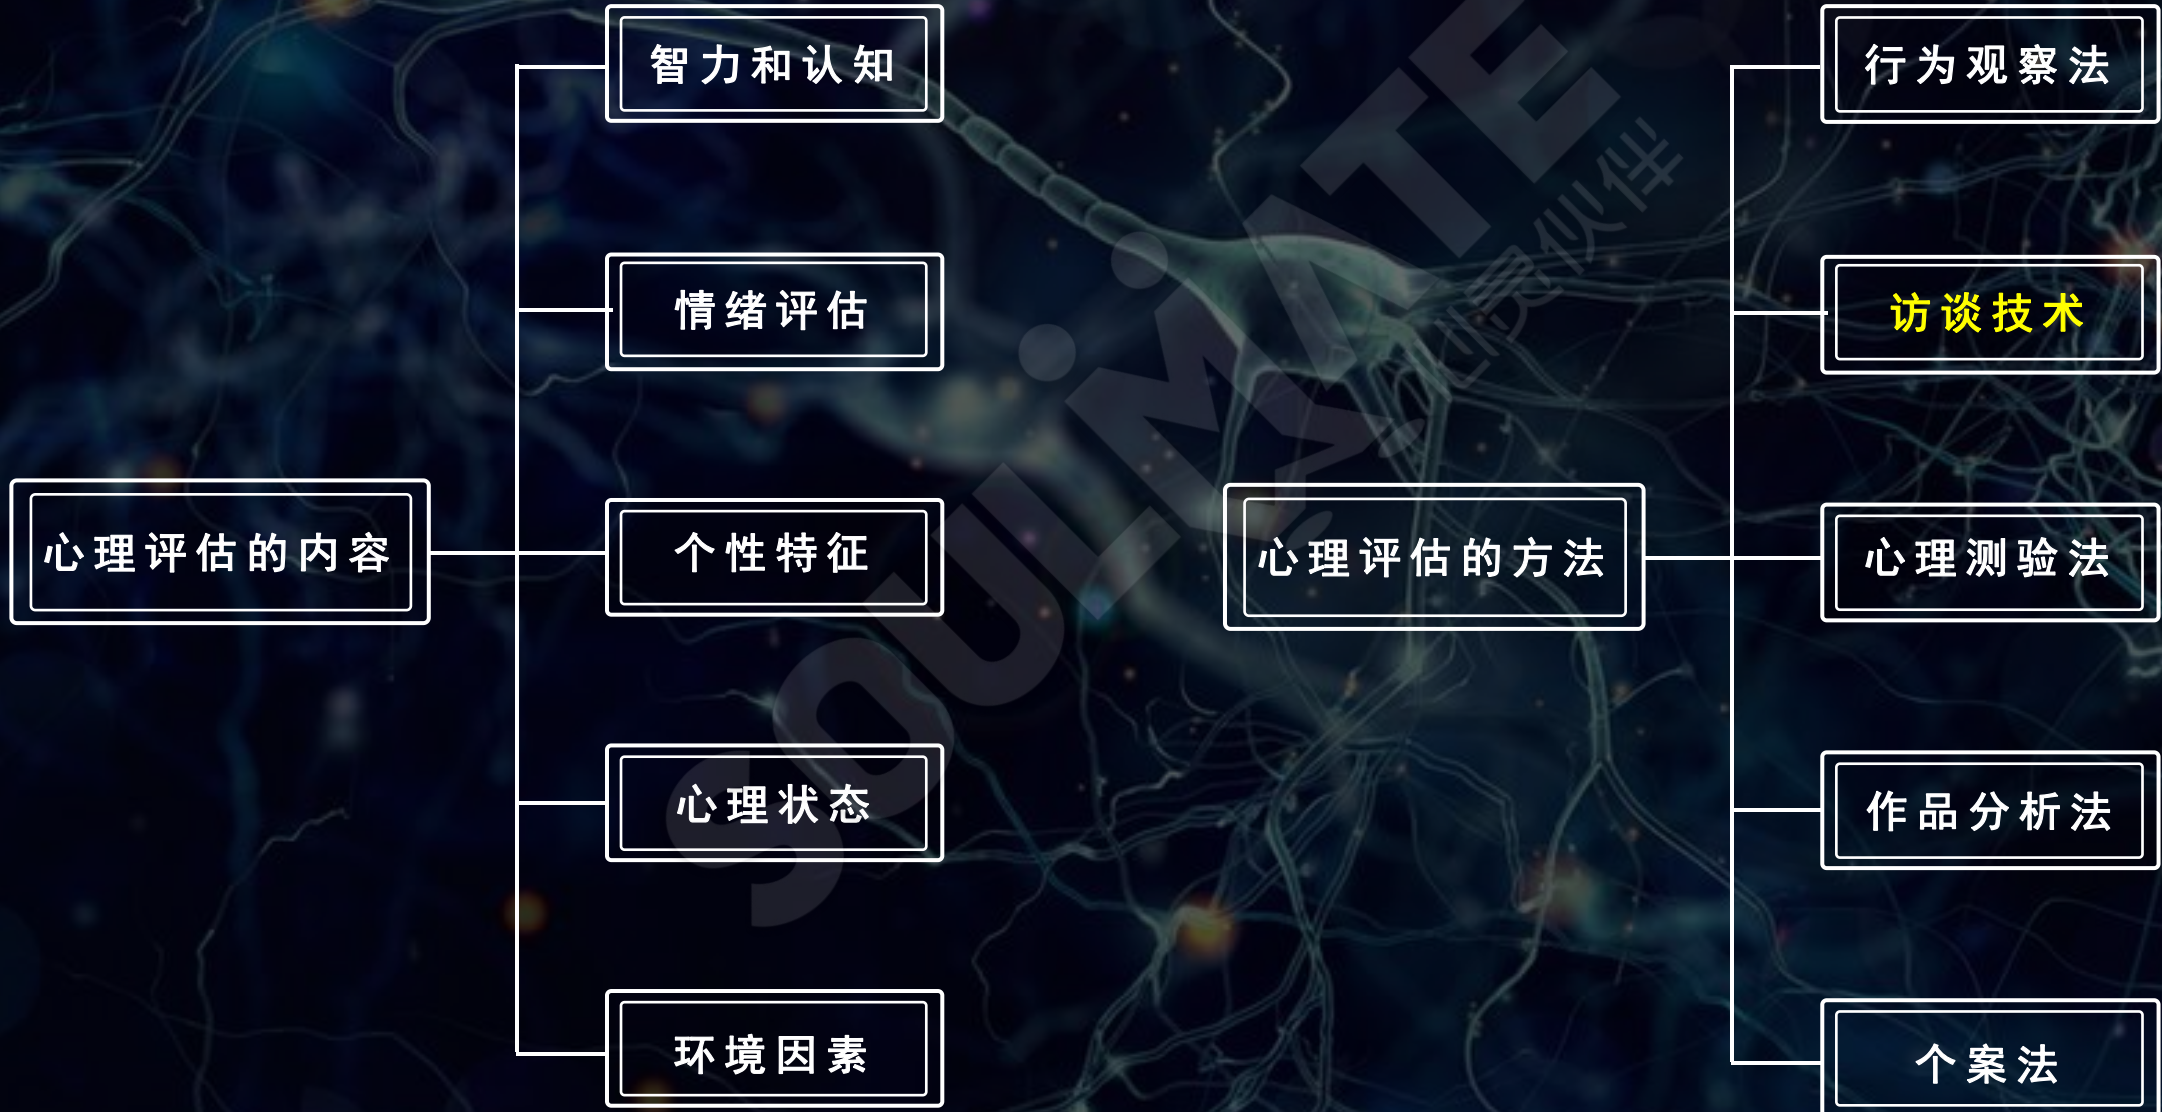 心理评估的内容
智力和认知
情绪评估
个性特征
心理状态
环境因素
心理评估的方法
行为观察法
访谈技术
心理测验法
作品分析法
个案法
SOULMATE